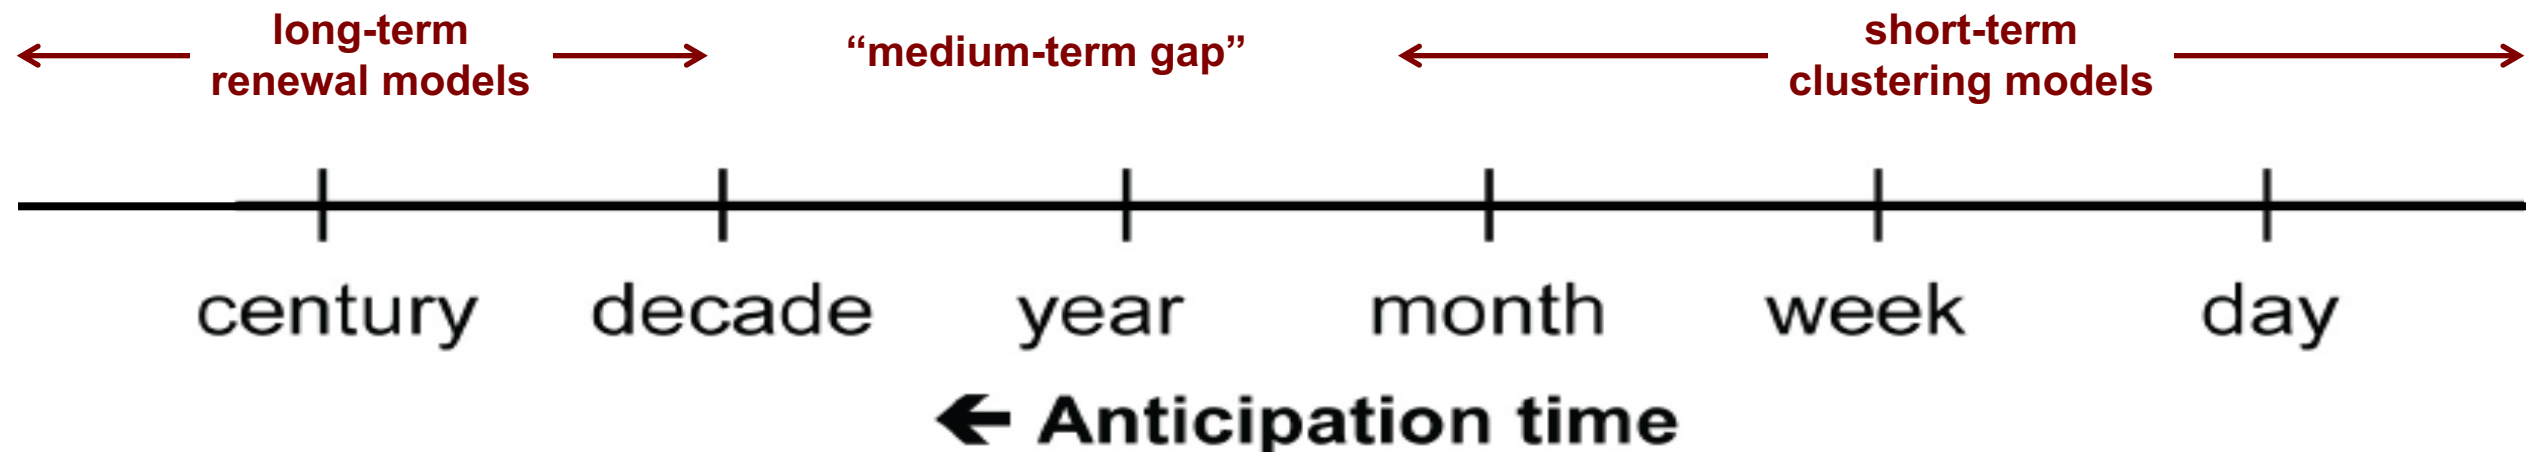 long-term
renewal models
“medium-term gap”
short-term
clustering models
century decade year month week day
← Anticipation time